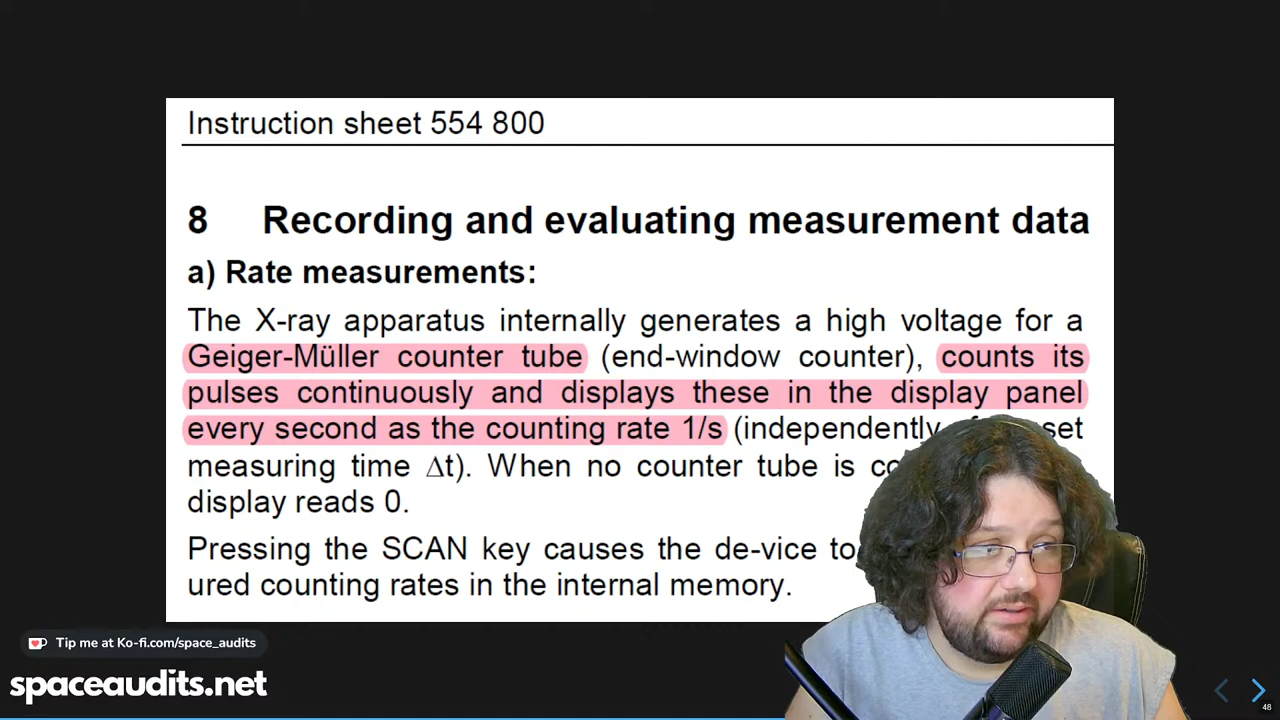 Instruction sheet 554 800
8 Recording and evaluating measurement data
a) Rate measurements:
The X-ray apparatus internally generates a high voltage for a
Geiger-Müller counter tube (end-window counter), counts its
pulses continuously and displays these in the display panel
every second as the counting rate 1/s (independently set
measuring time Δt). When no counter tube is
display reads 0.
Pressing the SCAN key causes the de-vice to
ured counting rates in the internal memory.
Tip me at Ko-fi.com/space_audits
spaceaudits.net
48